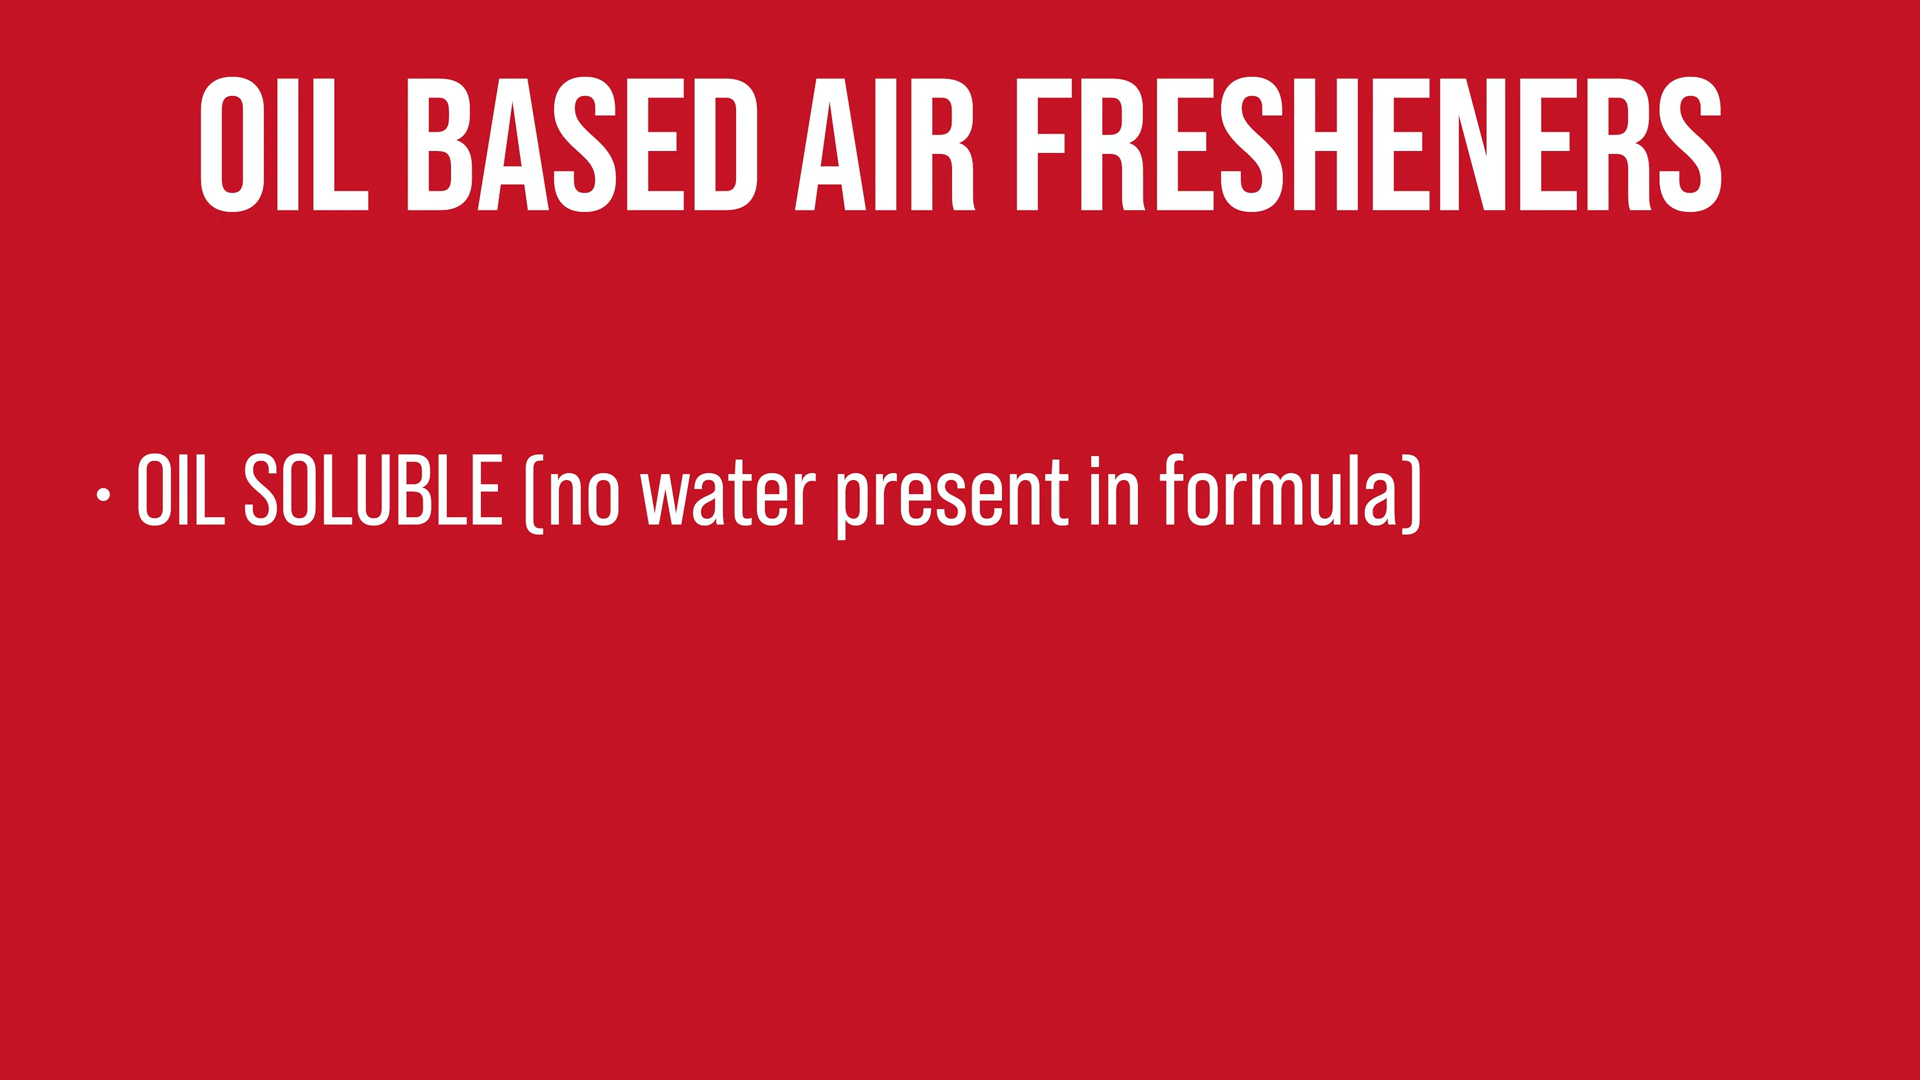 OIL BASED AIR FRESHENERS
• OIL SOLUBLE (no water present in formula)